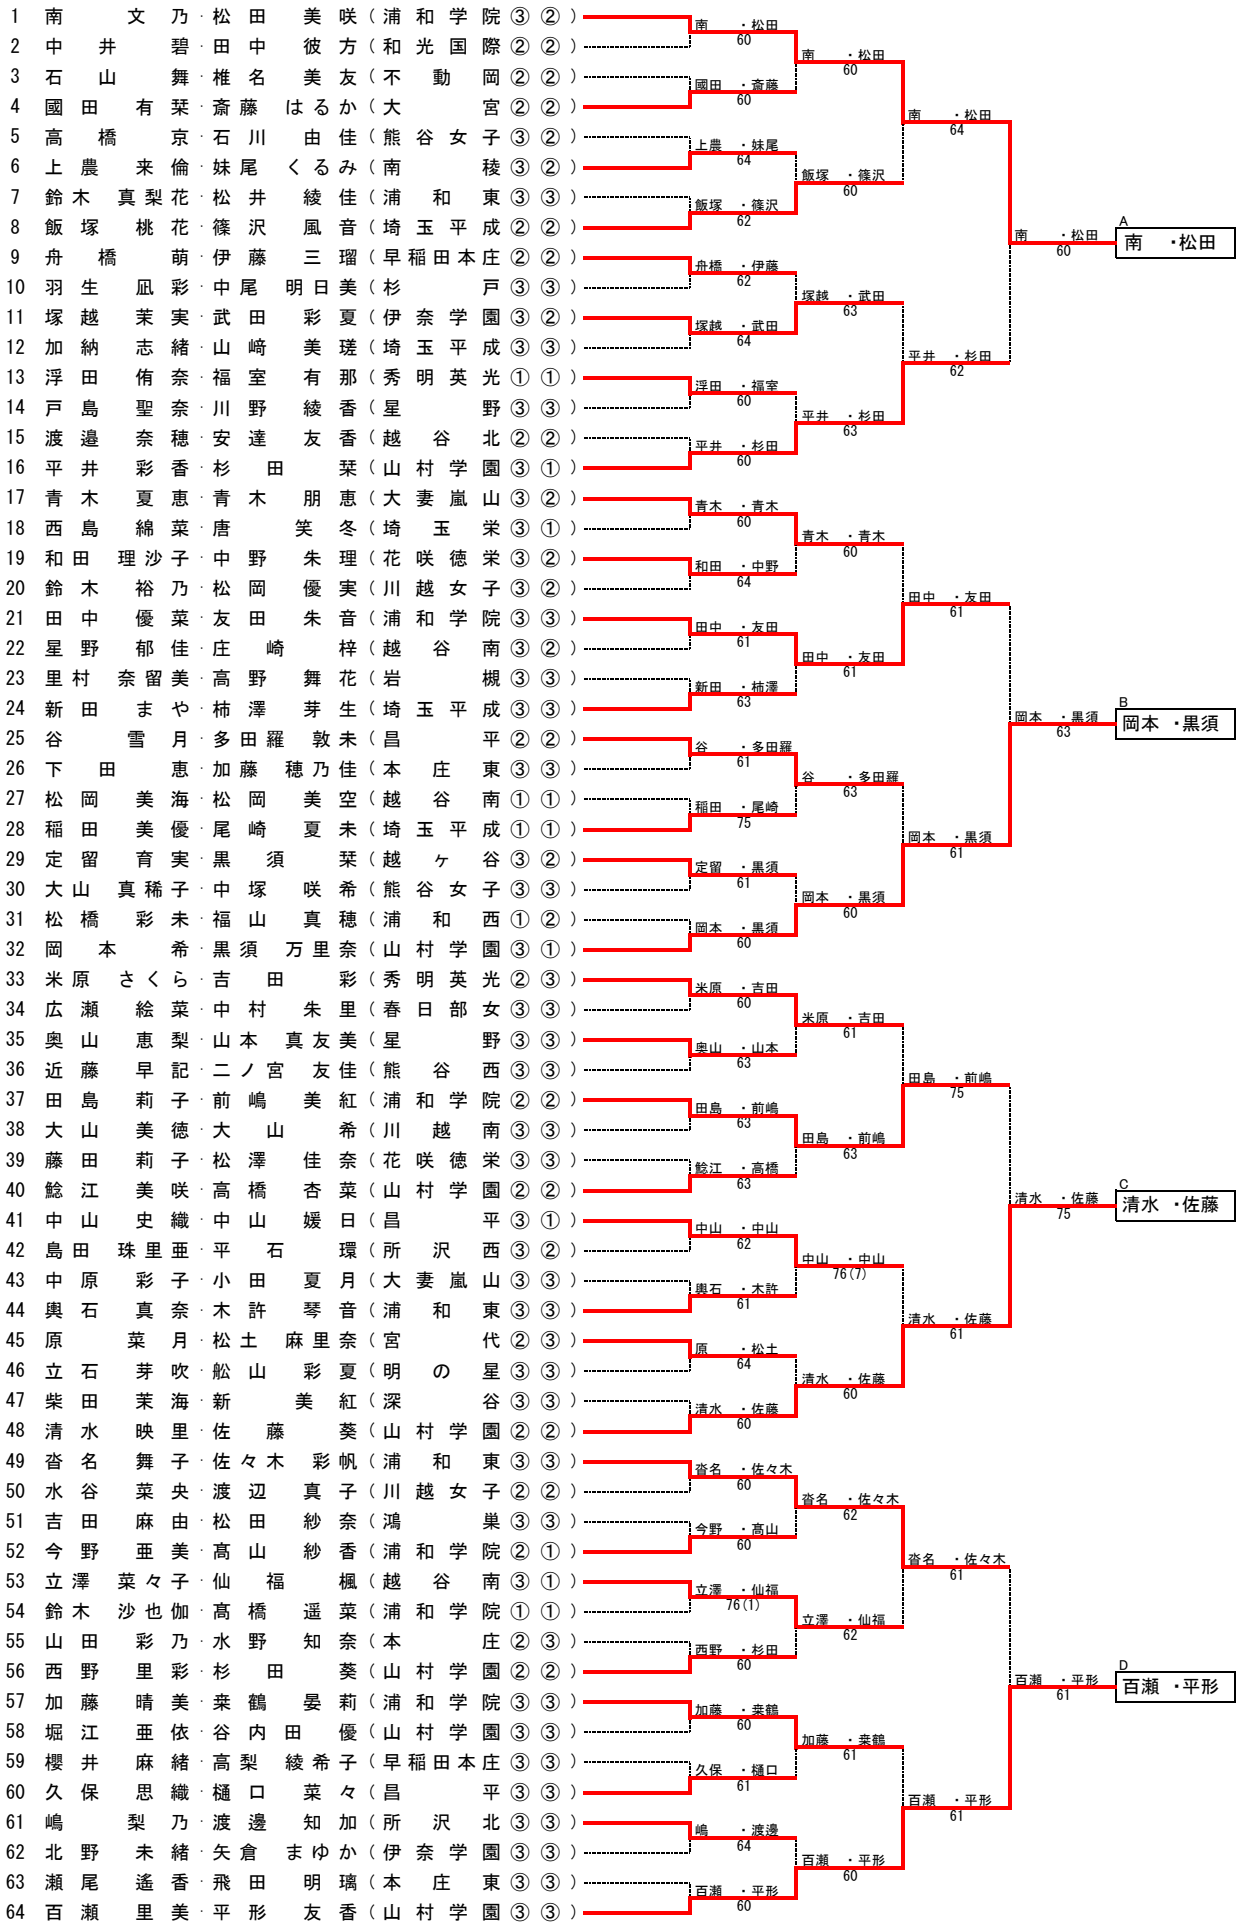 1 南 文乃・松田 美咲(浦和学院③②)
2 中井 碧・田中 彼方(和光国際②②)
3 石山 舞・椎名 美友(不動岡②②)
4 國田 有栞・斎藤 はるか(大宮②②)
5 高橋 京・石川 由佳(熊谷女子③②)
6 上農 来倫・妹尾 くるみ(南稜③②)
7 鈴木 真梨花・松井 綾佳(浦和東③③)
8 飯塚 桃花・篠沢 風音(埼玉平成②②)
9 舟橋 萌・伊藤 三瑠(早稲田本庄②②)
10 羽生 凪彩・中尾 明日美(杉戸③③)
11 塚越 茉実・武田 彩夏(伊奈学園③②)
12 加納 志緒・山﨑 美瑳(埼玉平成③③)
13 浮田 侑奈・福室 有那(秀明英光①①)
14 戸島 聖奈・川野 綾香(星野③③)
15 渡邉 奈穂・安達 友香(越谷北②②)
16 平井 彩香・杉田 栞(山村学園③①)
17 青木 夏恵・青木 朋恵(大妻嵐山③②)
18 西島 綿菜・唐 笑冬(埼玉栄③①)
19 和田 理沙子・中野 朱理(花咲徳栄③②)
20 鈴木 裕乃・松岡 優実(川越女子③②)
21 田中 優菜・友田 朱音(浦和学院③③)
22 星野 郁佳・庄崎 梓(越谷南③②)
23 里村 奈留美・高野 舞花(岩槻③③)
24 新田 まや・柿澤 芽生(埼玉平成③③)
25 谷 雪月・多田羅 敦未(昌平②②)
26 下田 恵・加藤 穂乃佳(本庄東③③)
27 松岡 美海・松岡 美空(越谷南①①)
28 稲田 美優・尾崎 夏未(埼玉平成①①)
29 定留 育実・黒須 栞(越ヶ谷③②)
30 大山 真稀子・中塚 咲希(熊谷女子③③)
31 松橋 彩未・福山 真穂(浦和西①②)
32 岡本 希・黒須 万里奈(山村学園③①)
33 米原 さくら・吉田 彩(秀明英光②③)
34 広瀬 絵菜・中村 朱里(春日部女③③)
35 奥山 恵梨・山本 真友美(星野③③)
36 近藤 早記・二ノ宮 友佳(熊谷西③③)
37 田島 莉子・前嶋 美紅(浦和学院②②)
38 大山 美徳・大山 希(川越南③③)
39 藤田 莉子・松澤 佳奈(花咲徳栄③③)
40 鯰江 美咲・高橋 杏菜(山村学園②②)
41 中山 史織・中山 媛日(昌平③①)
42 島田 珠里亜・平石 環(所沢西③②)
43 中原 彩子・小田 夏月(大妻嵐山③③)
44 輿石 真奈・木許 琴音(浦和東③③)
45 原 菜月・松土 麻里奈(宮代②③)
46 立石 芽吹・舩山 彩夏(明の星③③)
47 柴田 茉海・新 美紅(深谷③③)
48 清水 映里・佐藤 葵(山村学園②②)
49 沓名 舞子・佐々木 彩帆(浦和東③③)
50 水谷 菜央・渡辺 真子(川越女子②②)
51 吉田 麻由・松田 紗奈(鴻巣③③)
52 今野 亜美・髙山 紗香(浦和学院②①)
53 立澤 菜々子・仙福 楓(越谷南③①)
54 鈴木 沙也伽・髙橋 遥菜(浦和学院①①)
55 山田 彩乃・水野 知奈(本庄②③)
56 西野 里彩・杉田 葵(山村学園②②)
57 加藤 晴美・来鶴 晏莉(浦和学院③③)
58 堀江 亜依・谷内田 優(山村学園③③)
59 櫻井 麻緒・高梨 綾希子(早稲田本庄③③)
60 久保 思織・樋口 菜々(昌平③③)
61 嶋 梨乃・渡邊 知加(所沢北③③)
62 北野 未緒・矢倉 まゆか(伊奈学園③③)
63 瀬尾 遙香・飛田 明璃(本庄東③③)
64 百瀬 里美・平形 友香(山村学園③③)
南 ・松田
60
國田 ・斎藤
60
上農 ・妹尾
64
飯塚 ・篠沢
62
舟橋 ・伊藤
62
塚越 ・武田
64
浮田 ・福室
60
平井 ・杉田
60
青木 ・青木
60
和田 ・中野
64
田中 ・友田
61
新田 ・柿澤
63
谷 ・多田羅
61
稲田 ・尾崎
75
定留 ・黒須
61
岡本 ・黒須
60
米原 ・吉田
60
奥山 ・山本
63
田島 ・前嶋
63
鯰江 ・高橋
63
中山 ・中山
62
輿石 ・木許
61
原 ・松土
64
清水 ・佐藤
60
沓名 ・佐々木
60
今野 ・髙山
60
立澤 ・仙福
76(1)
西野 ・杉田
60
加藤 ・来鶴
60
久保 ・樋口
61
嶋 ・渡邊
64
百瀬 ・平形
60
南 ・松田
60
飯塚 ・篠沢
60
塚越 ・武田
63
平井 ・杉田
63
青木 ・青木
60
田中 ・友田
61
谷 ・多田羅
63
岡本 ・黒須
60
米原 ・吉田
61
田島 ・前嶋
63
中山 ・中山
76(7)
清水 ・佐藤
60
沓名 ・佐々木
62
立澤 ・仙福
62
加藤 ・来鶴
61
百瀬 ・平形
60
南 ・松田
64
平井 ・杉田
62
田中 ・友田
61
岡本 ・黒須
61
田島 ・前嶋
75
清水 ・佐藤
61
沓名 ・佐々木
61
百瀬 ・平形
61
南 ・松田
60
岡本 ・黒須
63
清水 ・佐藤
75
百瀬 ・平形
61
A
南 ・松田
B
岡本 ・黒須
C
清水 ・佐藤
D
百瀬 ・平形